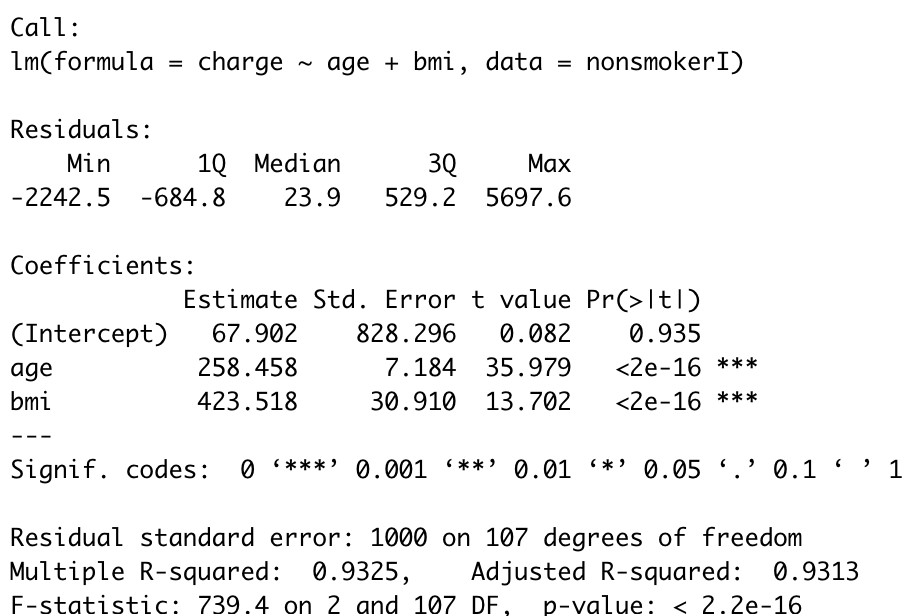 Call:
lm(formula = charge ~ age + bmi, data = nonsmokerI)
Residuals:
Min 1Q Median 3Q Max
-2242.5 -684.8 23.9 529.2 5697.6
Coefficients:
Estimate Std. Error t value Pr(>|t|)
(Intercept) 67.902 828.296 0.082 0.935
age 258.458 7.184 35.979 <2e-16 ***
bmi 423.518 30.910 13.702 <2e-16 ***
---
Signif. codes: 0 ‘***’ 0.001 ‘**’ 0.01 ‘*’ 0.05 ‘.’ 0.1 ‘ ’ 1
Residual standard error: 1000 on 107 degrees of freedom
Multiple R-squared: 0.9325, Adjusted R-squared: 0.9313
F-statistic: 739.4 on 2 and 107 DF, p-value: < 2.2e-16